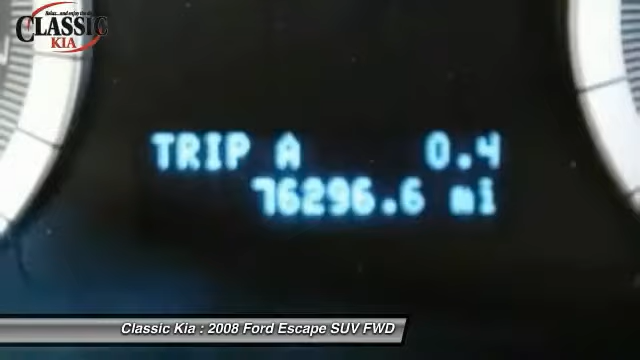 CLASSIC
KIA
TRIP A 0.4
76296.6 mi
Classic Kia : 2008 Ford Escape SUV FWD